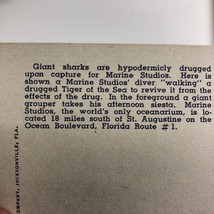 Giant sharks are hypodermicly drugged
upon capture for Marine Studios. Here is
shown a Marine Studios' diver "walking" a
drugged Tiger of the Sea to revive it from the
effects of the drug. In the foreground a giant
grouper takes his afternoon siesta. Marine
Studios, the world's only oceanarium, is lo-
cated 18 miles south of St. Augustine on the
Ocean Boulevard, Florida Route #1.
OMPANY, JACKSONVILLE, FLA.